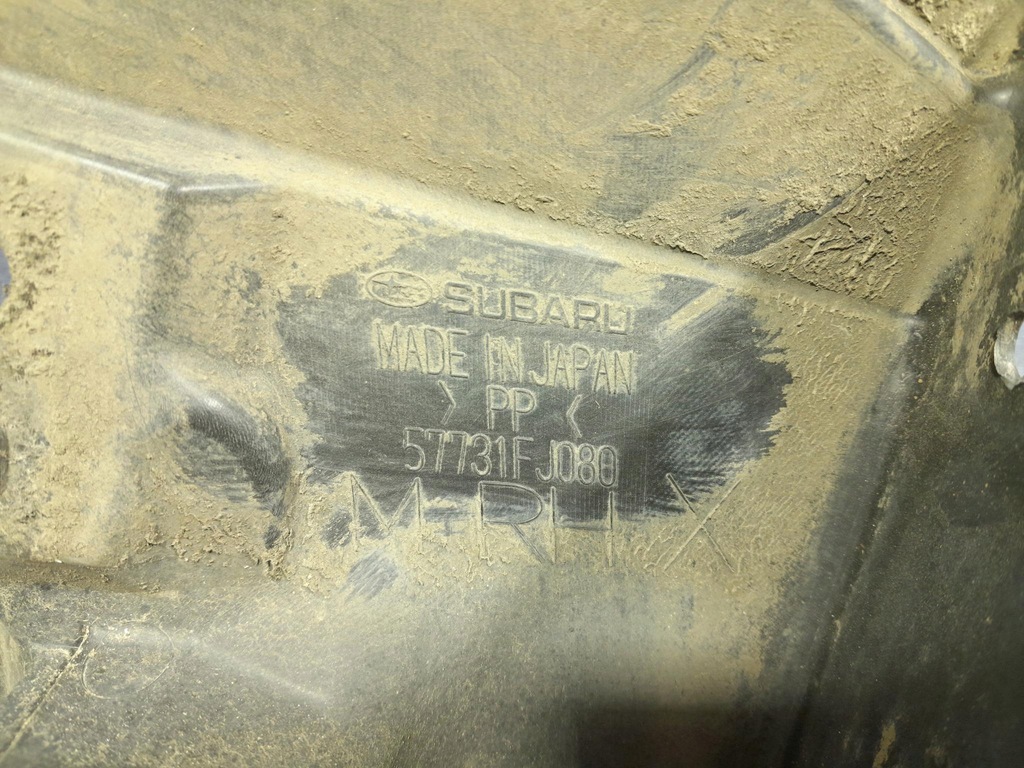 SUBARU
MADE IN JAPAN
> PP <
57731FJ080
M-RH X